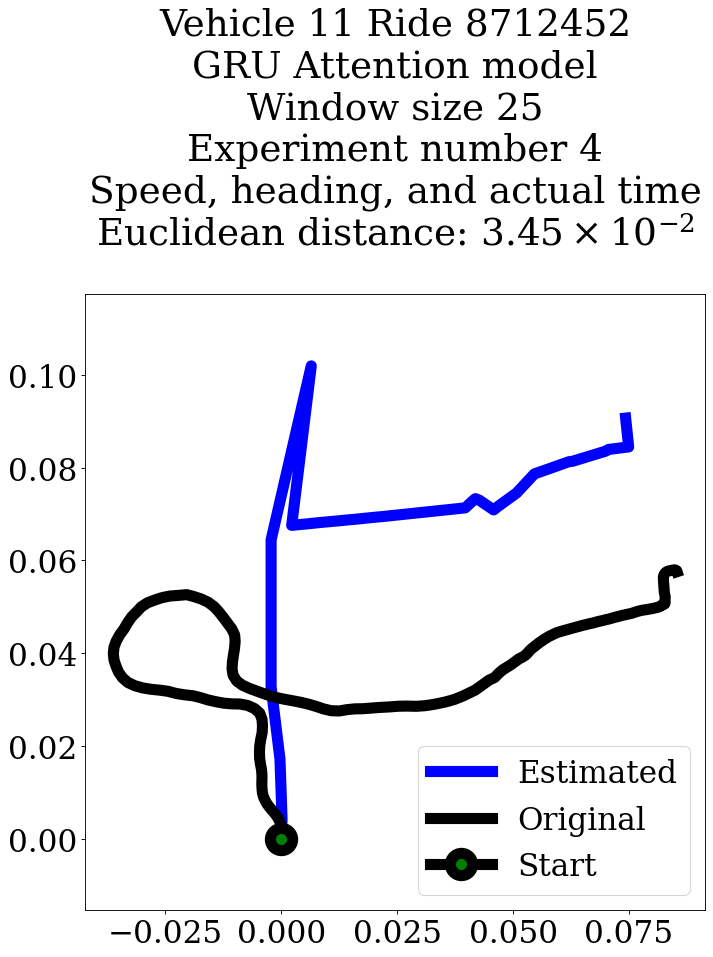 Vehicle 11 Ride 8712452
GRU Attention model
Window size 25
Experiment number 4
Speed, heading, and actual time
Euclidean distance: 3.45 × 10⁻²
0.10
0.08
0.06
0.04
0.02
0.00
Estimated
Original
Start
−0.025 0.000 0.025 0.050 0.075